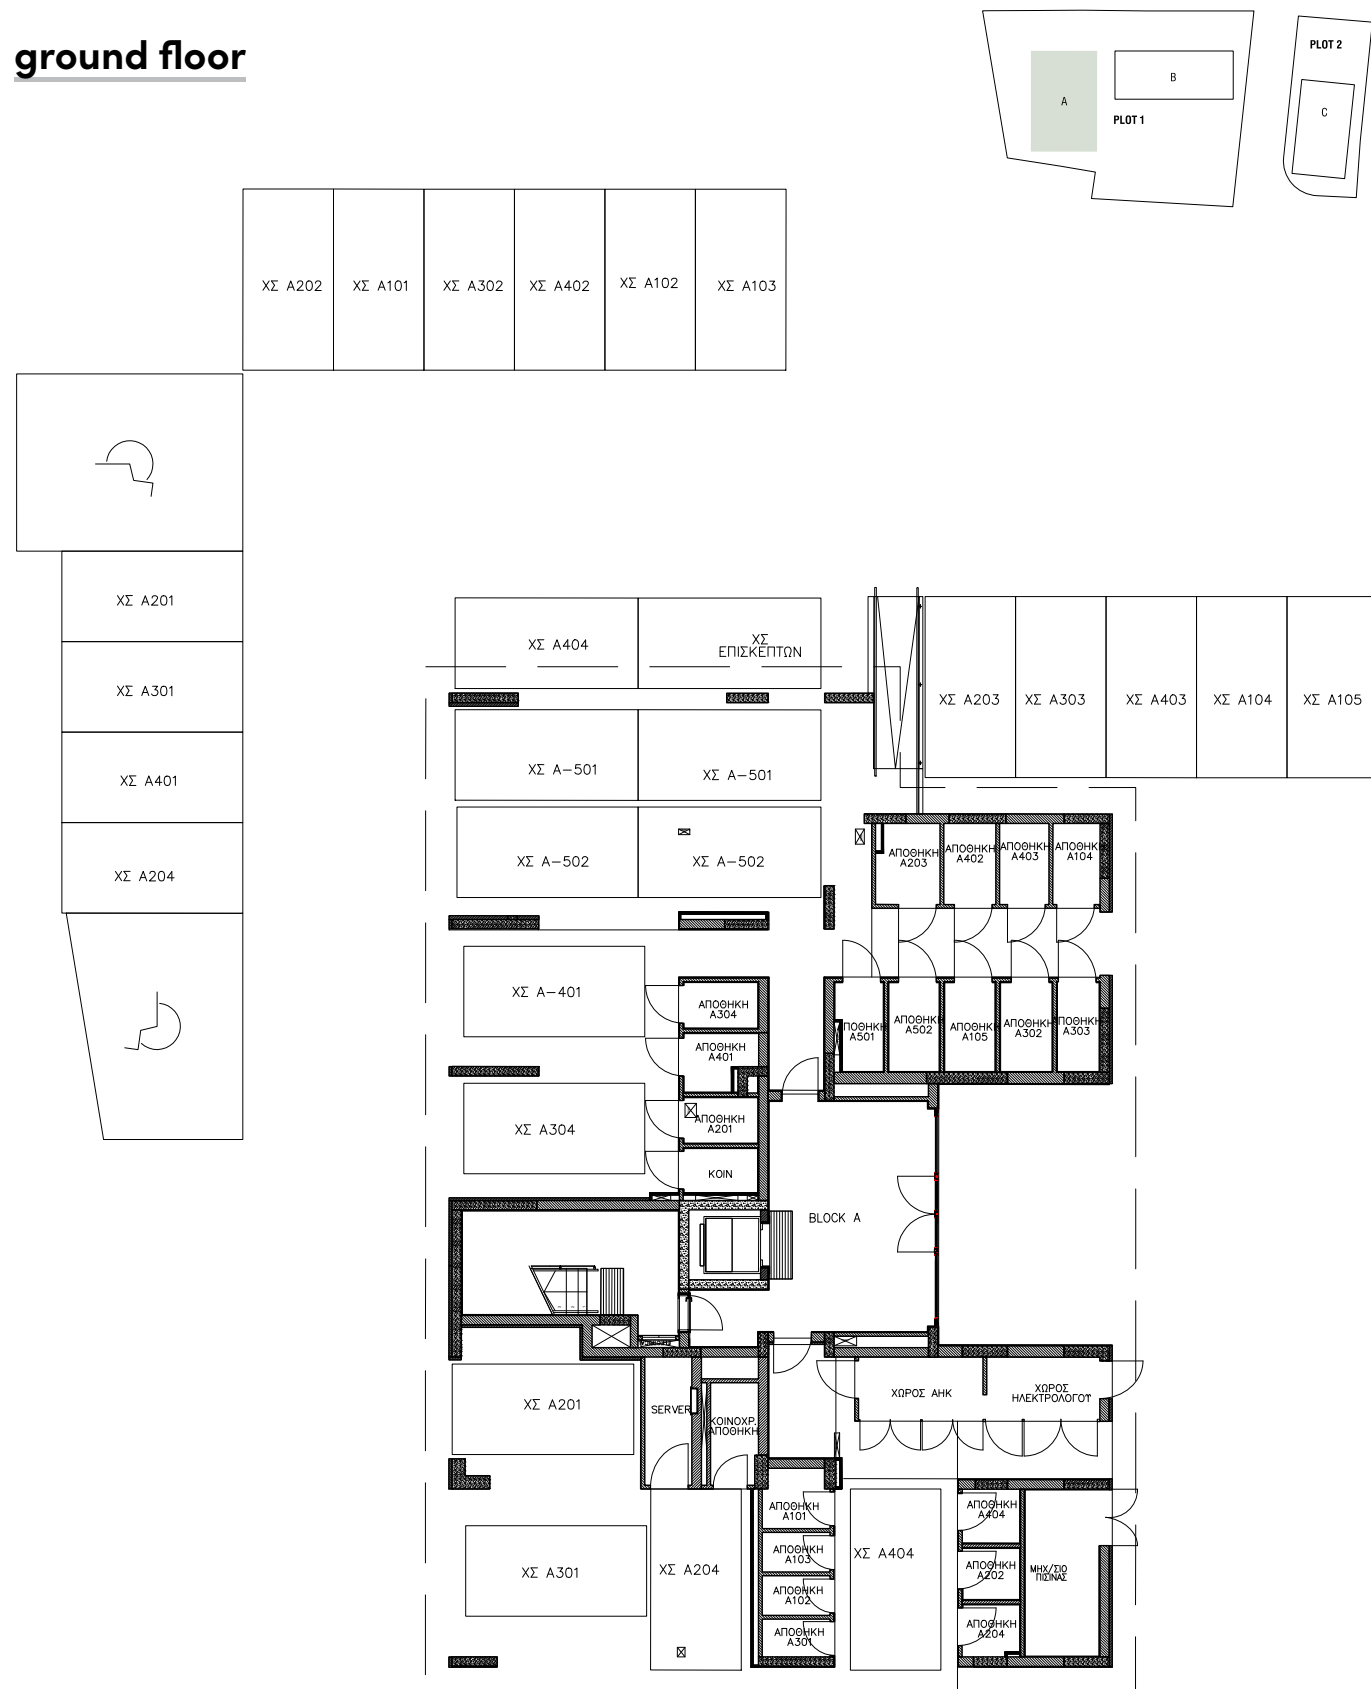 ground floor
PLOT 2
A
B
C
PLOT 1
ΧΣ Α202
ΧΣ Α101
ΧΣ Α302
ΧΣ Α402
ΧΣ Α102
ΧΣ Α103
ΧΣ Α201
ΧΣ Α301
ΧΣ Α401
ΧΣ Α204
ΧΣ Α404
ΧΣ
ΕΠΙΣΚΕΠΤΩΝ
ΧΣ Α203
ΧΣ Α303
ΧΣ Α403
ΧΣ Α104
ΧΣ Α105
ΧΣ Α-501
ΧΣ Α-501
ΧΣ Α-502
ΧΣ Α-502
ΑΠΟΘΗΚΗ
Α203
ΑΠΟΘΗΚΗ
Α402
ΑΠΟΘΗΚΗ
Α403
ΑΠΟΘΗΚΗ
Α104
ΧΣ Α-401
ΑΠΟΘΗΚΗ
Α304
ΑΠΟΘΗΚΗ
Α401
ΑΠΟΘΗΚΗ
Α501
ΑΠΟΘΗΚΗ
Α502
ΑΠΟΘΗΚΗ
Α105
ΑΠΟΘΗΚΗ
Α302
ΑΠΟΘΗΚΗ
Α303
ΧΣ Α304
ΑΠΟΘΗΚΗ
Α201
ΚΟΙΝ
BLOCK A
ΧΣ Α201
SERVER
ΚΟΙΝΟΧΡ.
ΑΠΟΘΗΚΗ
ΧΩΡΟΣ ΑΗΚ
ΧΩΡΟΣ
ΗΛΕΚΤΡΟΛΟΓΟΥ
ΧΣ Α301
ΧΣ Α204
ΑΠΟΘΗΚΗ
Α101
ΑΠΟΘΗΚΗ
Α103
ΑΠΟΘΗΚΗ
Α102
ΑΠΟΘΗΚΗ
Α301
ΧΣ Α404
ΑΠΟΘΗΚΗ
Α404
ΑΠΟΘΗΚΗ
Α202
ΑΠΟΘΗΚΗ
Α204
ΜΗΧ/ΣΙΟ
ΠΙΣΙΝΑΣ